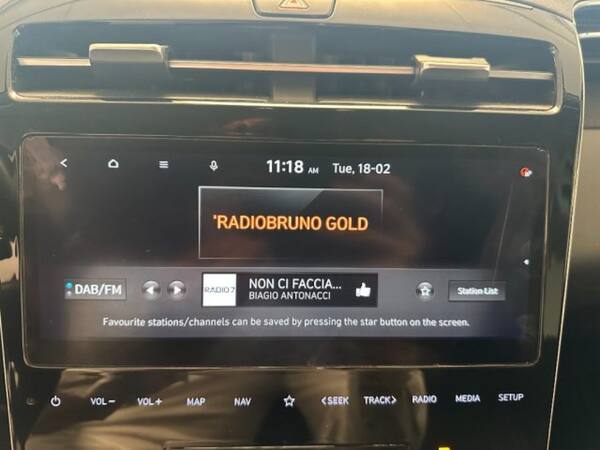 11:18 AM Tue, 18-02
'RADIOBRUNO GOLD
DAB/FM
RADIO 7
NON CI FACCIA...
BIAGIO ANTONACCI
Station List
Favourite stations/channels can be saved by pressing the star button on the screen.
VOL− VOL+ MAP NAV <SEEK TRACK> RADIO MEDIA SETUP